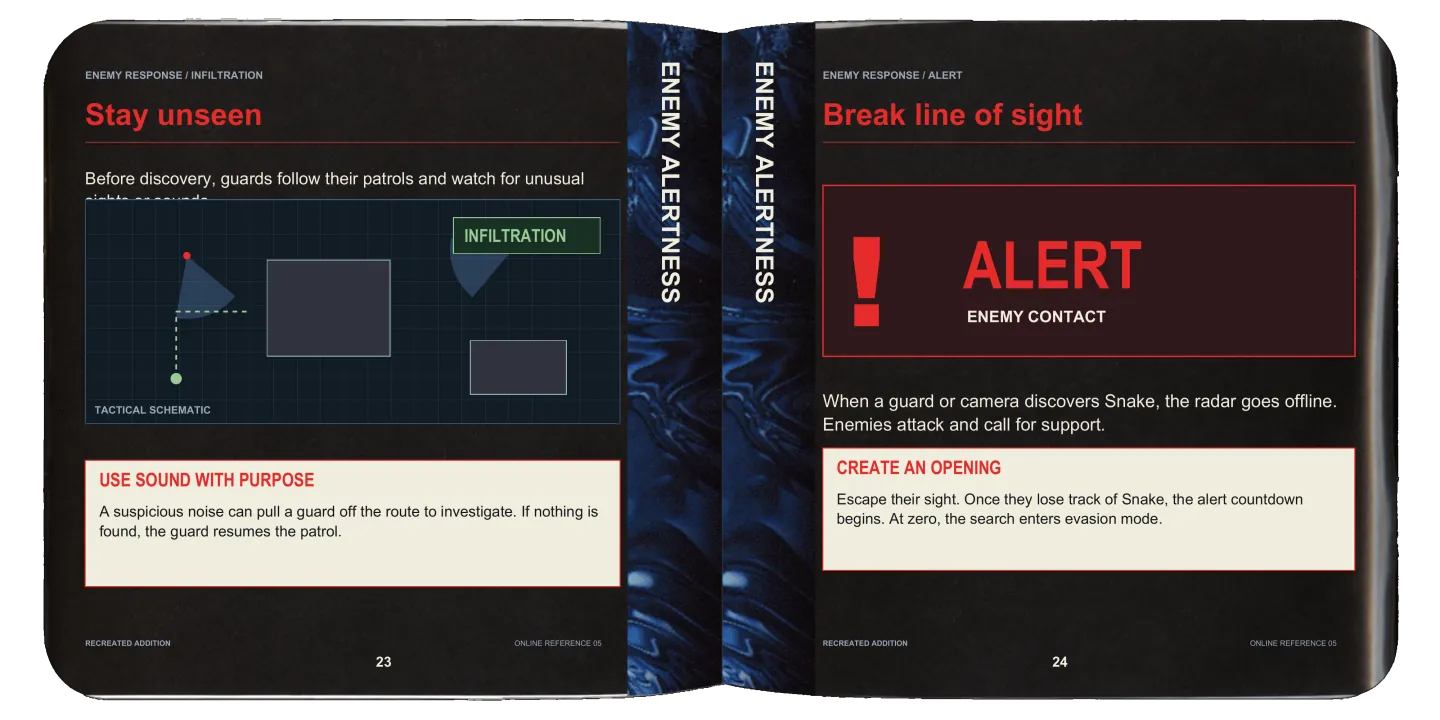 ENEMY RESPONSE / INFILTRATION
Stay unseen
Before discovery, guards follow their patrols and watch for unusual
INFILTRATION
TACTICAL SCHEMATIC
USE SOUND WITH PURPOSE
A suspicious noise can pull a guard off the route to investigate. If nothing is
found, the guard resumes the patrol.
RECREATED ADDITION
ONLINE REFERENCE 05
23
ENEMY ALERTNESS
ENEMY ALERTNESS
ENEMY RESPONSE / ALERT
Break line of sight
!
ALERT
ENEMY CONTACT
When a guard or camera discovers Snake, the radar goes offline.
Enemies attack and call for support.
CREATE AN OPENING
Escape their sight. Once they lose track of Snake, the alert countdown
begins. At zero, the search enters evasion mode.
RECREATED ADDITION
ONLINE REFERENCE 05
24